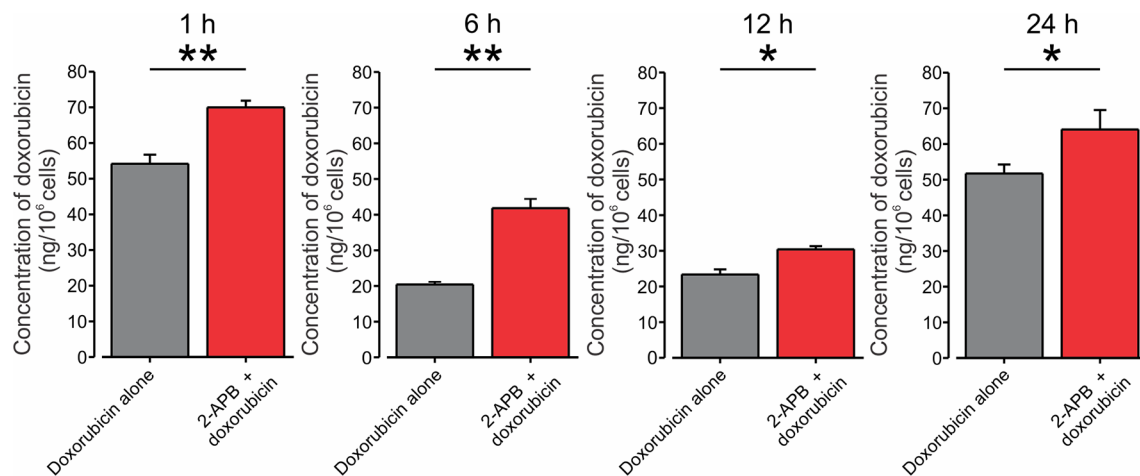 1 h
**
Concentration of doxorubicin
(ng/10⁶ cells)
80
70
60
50
40
30
20
10
0
Doxorubicin alone
2-APB +
doxorubicin
6 h
**
Concentration of doxorubicin
(ng/10⁶ cells)
80
70
60
50
40
30
20
10
0
Doxorubicin alone
2-APB +
doxorubicin
12 h
*
Concentration of doxorubicin
(ng/10⁶ cells)
80
70
60
50
40
30
20
10
0
Doxorubicin alone
2-APB +
doxorubicin
24 h
*
Concentration of doxorubicin
(ng/10⁶ cells)
80
70
60
50
40
30
20
10
0
Doxorubicin alone
2-APB +
doxorubicin